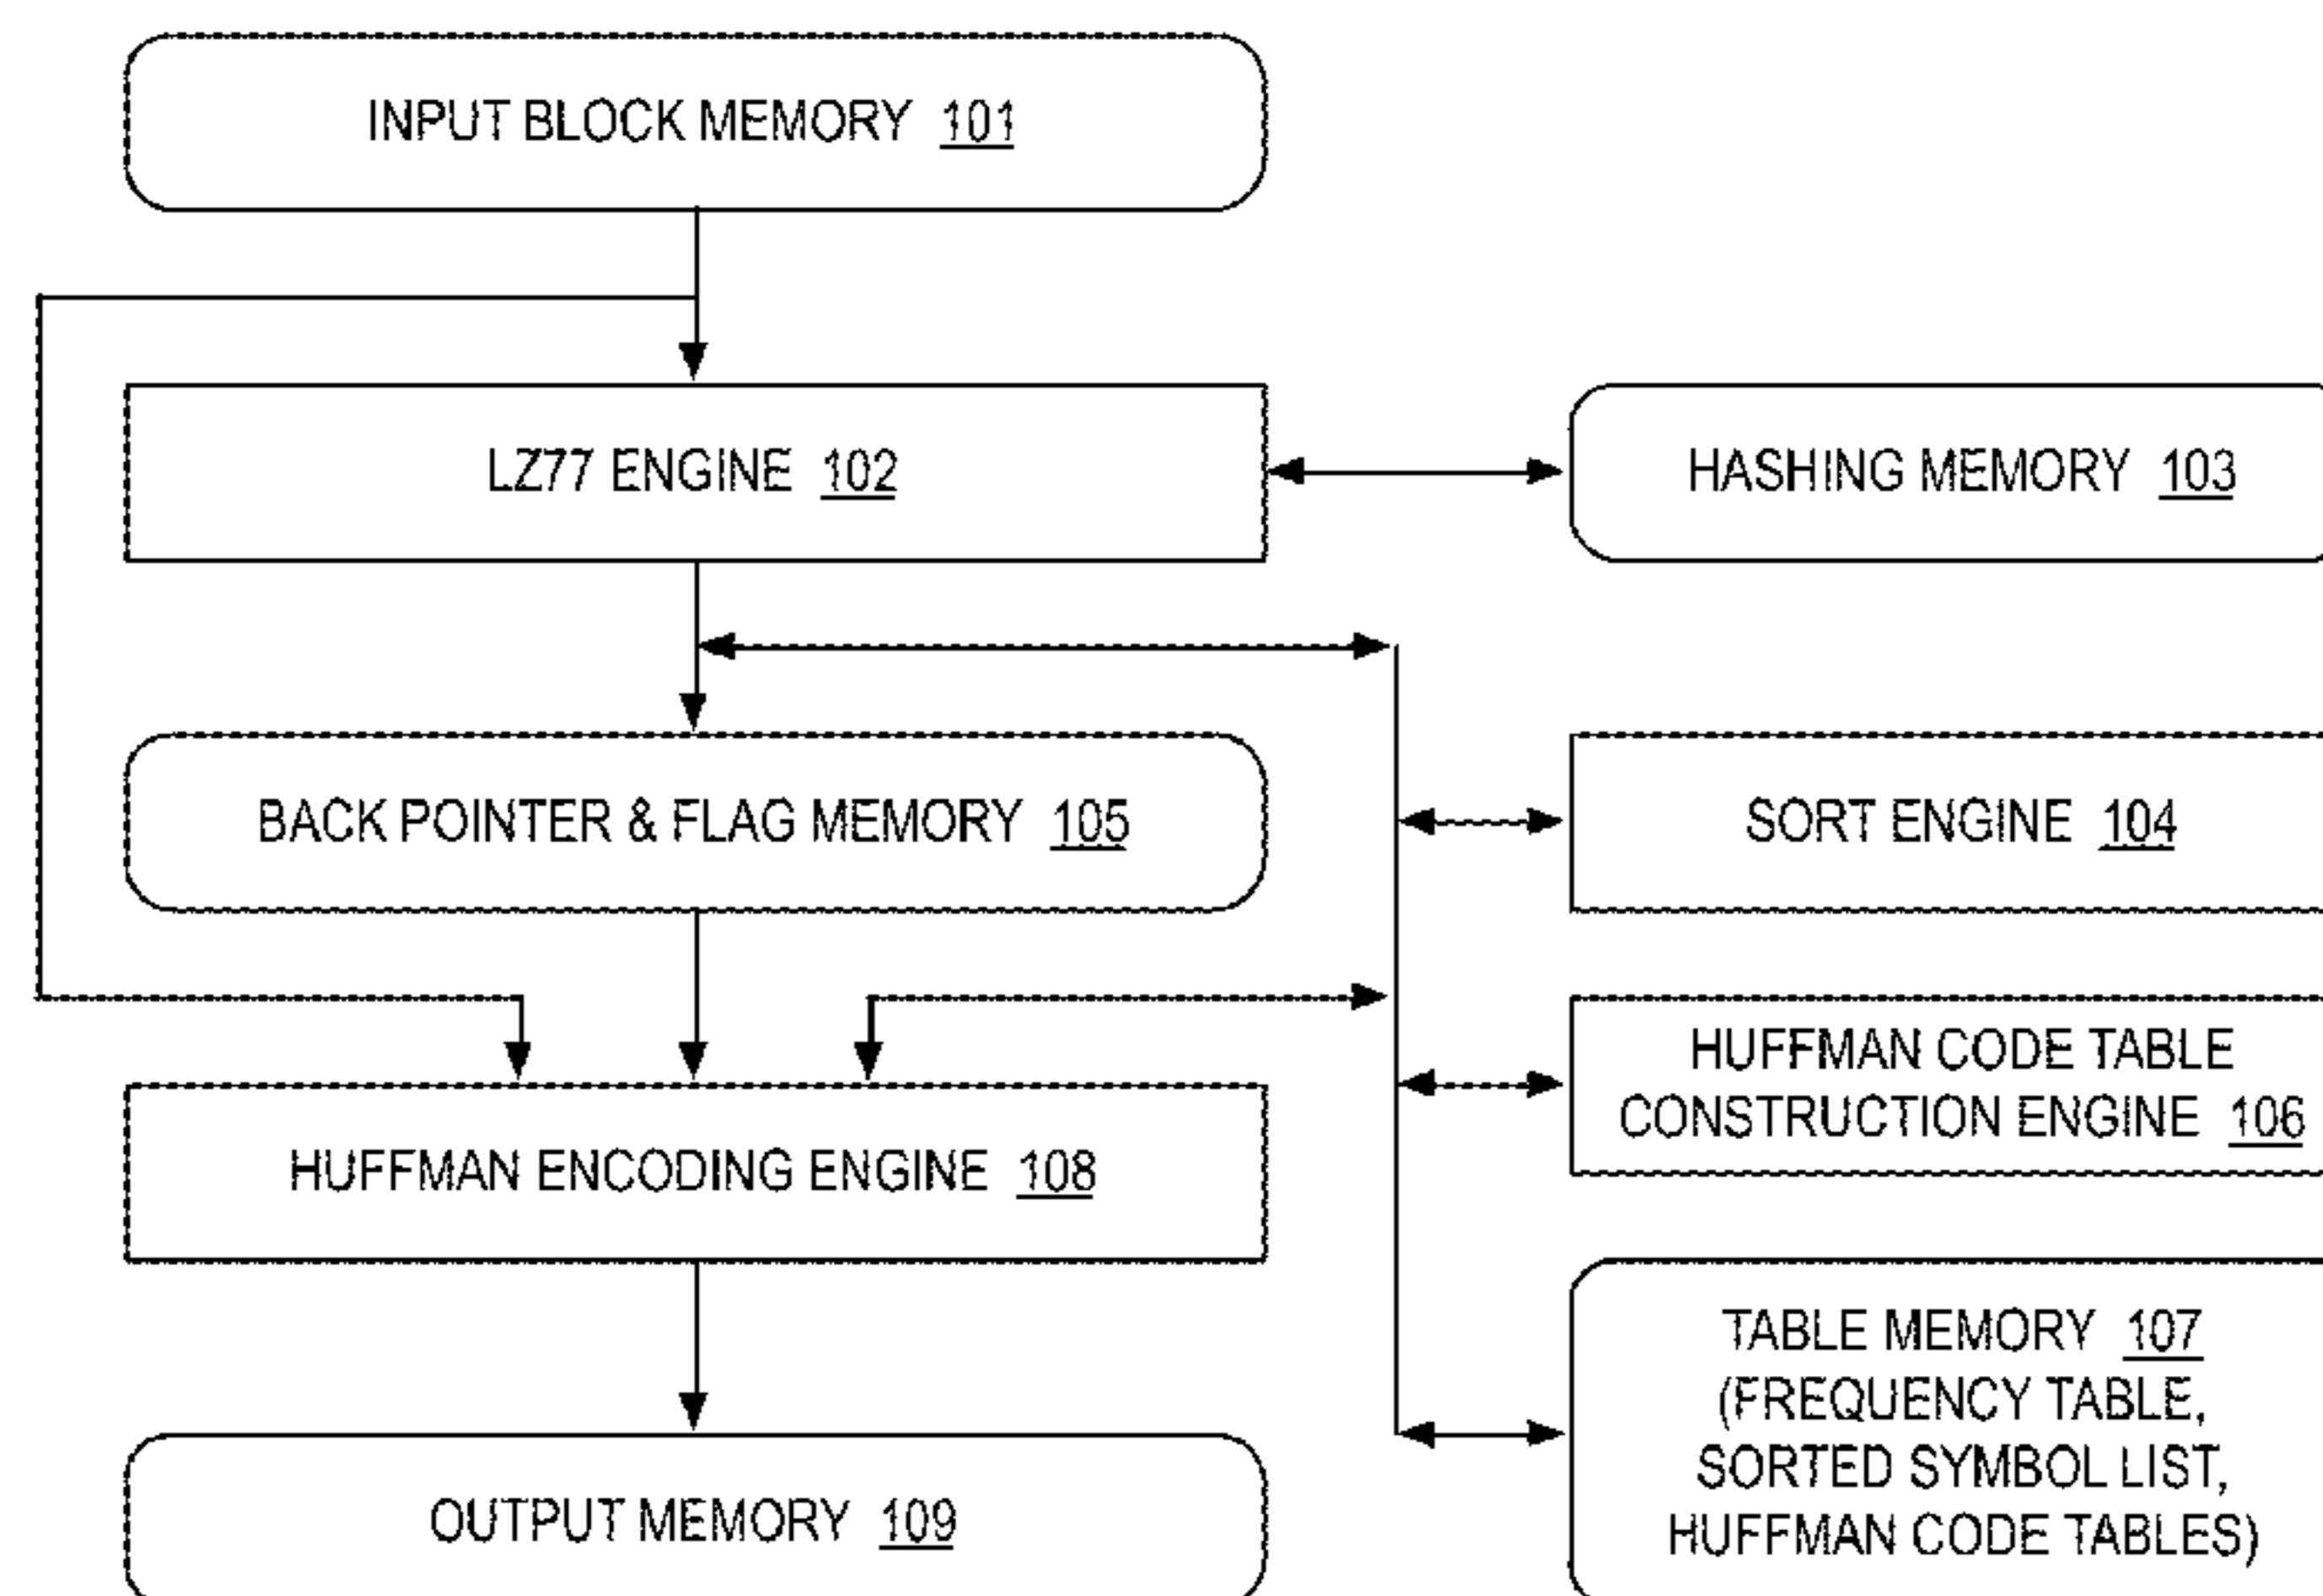 INPUT BLOCK MEMORY 101
LZ77 ENGINE 102
HASHING MEMORY 103
BACK POINTER & FLAG MEMORY 105
SORT ENGINE 104
HUFFMAN CODE TABLE
CONSTRUCTION ENGINE 106
HUFFMAN ENCODING ENGINE 108
TABLE MEMORY 107
(FREQUENCY TABLE,
SORTED SYMBOL LIST,
HUFFMAN CODE TABLES)
OUTPUT MEMORY 109